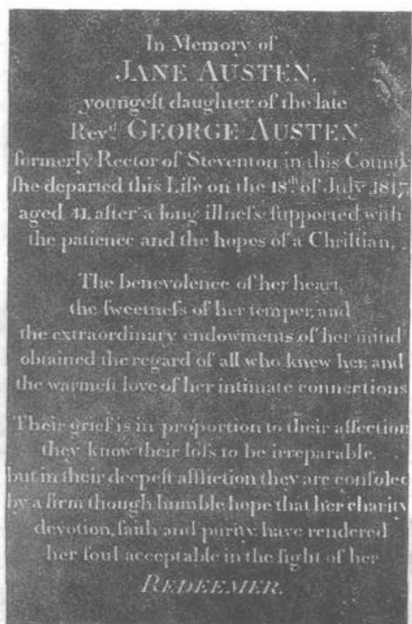 In Memory of
JANE AUSTEN,
youngeſt daughter of the late
Revᵈ GEORGE AUSTEN,
formerly Rector of Steventon in this County
ſhe departed this Life on the 18ᵗʰ of July 1817,
aged 41, after a long illneſs ſupported with
the patience and the hopes of a Chriſtian.
The benevolence of her heart,
the ſweetneſs of her temper, and
the extraordinary endowments of her mind
obtained the regard of all who knew her, and
the warmeſt love of her intimate connections
Their grief is in proportion to their affection
they know their loſs to be irreparable,
but in their deepeſt affliction they are conſoled
by a firm though humble hope that her charity
devotion, faith and purity, have rendered
her ſoul acceptable in the ſight of her
REDEEMER.